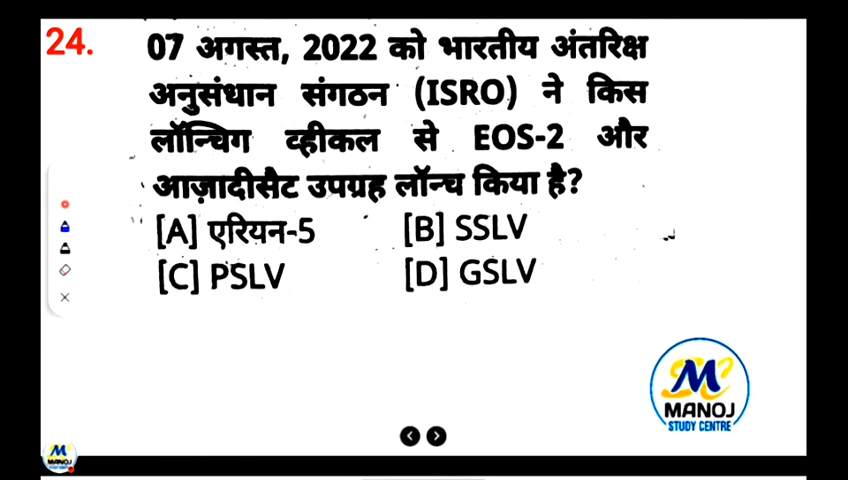 24.
07 अगस्त, 2022 को भारतीय अंतरिक्ष
अनुसंधान संगठन (ISRO) ने किस
लॉन्चिग व्हीकल से EOS-2 और
आज़ादीसैट उपग्रह लॉन्च किया है?
[A] एरियन-5 [B] SSLV
[C] PSLV [D] GSLV
MANOJ
STUDY CENTRE
MANOJ